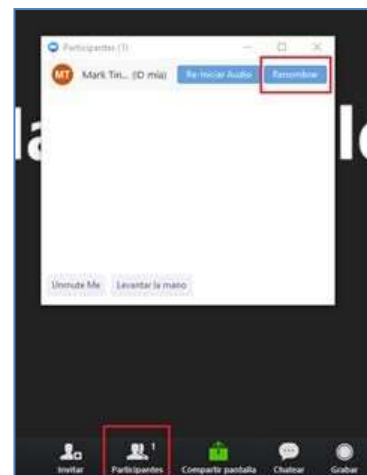 Participantes (1)
MT Mark Tin... (ID mía) Re-Iniciar Audio Renombrar
Unmute Me Levantar la mano
1
Invitar Participantes Compartir pantalla Chatear Grabar